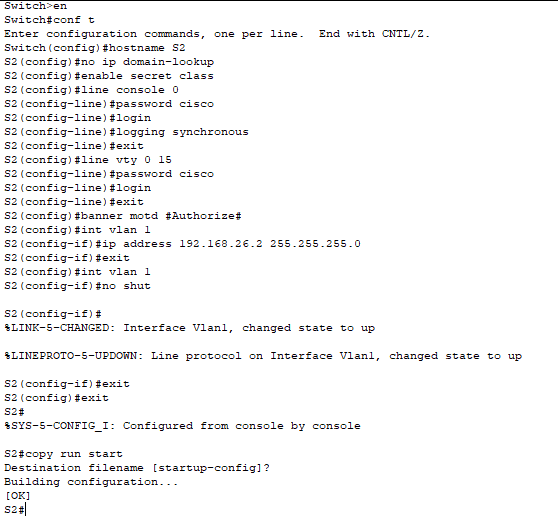 Switch>en
Switch#conf t
Enter configuration commands, one per line.  End with CNTL/Z.
Switch(config)#hostname S2
S2(config)#no ip domain-lookup
S2(config)#enable secret class
S2(config)#line console 0
S2(config-line)#password cisco
S2(config-line)#login
S2(config-line)#logging synchronous
S2(config-line)#exit
S2(config)#line vty 0 15
S2(config-line)#password cisco
S2(config-line)#login
S2(config-line)#exit
S2(config)#banner motd #Authorize#
S2(config)#int vlan 1
S2(config-if)#ip address 192.168.26.2 255.255.255.0
S2(config-if)#exit
S2(config)#int vlan 1
S2(config-if)#no shut
S2(config-if)#
%LINK-5-CHANGED: Interface Vlan1, changed state to up
%LINEPROTO-5-UPDOWN: Line protocol on Interface Vlan1, changed state to up
S2(config-if)#exit
S2(config)#exit
S2#
%SYS-5-CONFIG_I: Configured from console by console
S2#copy run start
Destination filename [startup-config]?
Building configuration...
[OK]
S2#